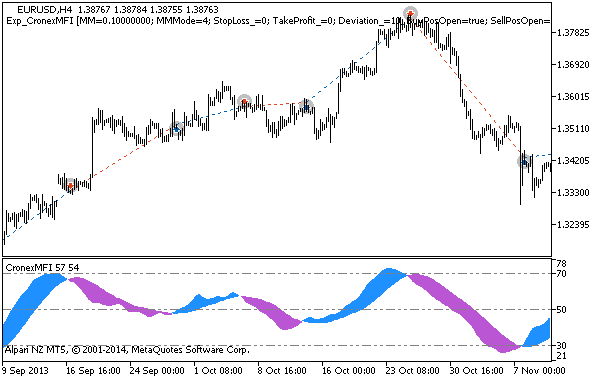 EURUSD,H4 1.38767 1.38784 1.38755 1.38763
Exp_CronexMFI [MM=0.10000000; MMMode=4; StopLoss_=0; TakeProfit_=0; Deviation_=10; BuyPosOpen=true; SellPosOpen=
1.37825
1.36920
1.36015
1.35110
1.34205
1.33300
1.32395
CronexMFI 57 54
78
70
50
30
21
Alpari NZ MT5, © 2001-2014, MetaQuotes Software Corp.
9 Sep 2013 16 Sep 16:00 24 Sep 00:00 1 Oct 08:00 8 Oct 16:00 16 Oct 00:00 23 Oct 08:00 30 Oct 16:00 7 Nov 00:00